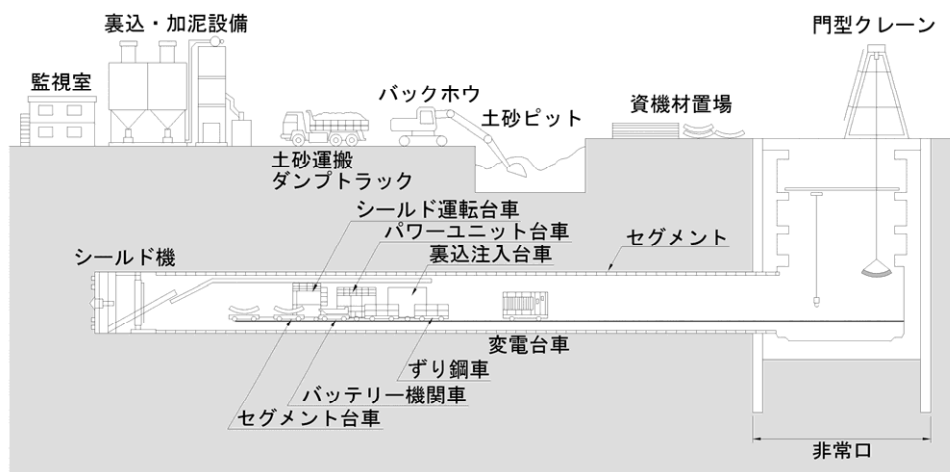 裏込・加泥設備
門型クレーン
監視室
バックホウ
土砂ピット
資機材置場
土砂運搬
ダンプトラック
シールド運転台車
パワーユニット台車
裏込注入台車
セグメント
シールド機
変電台車
ずり鋼車
バッテリー機関車
セグメント台車
非常口